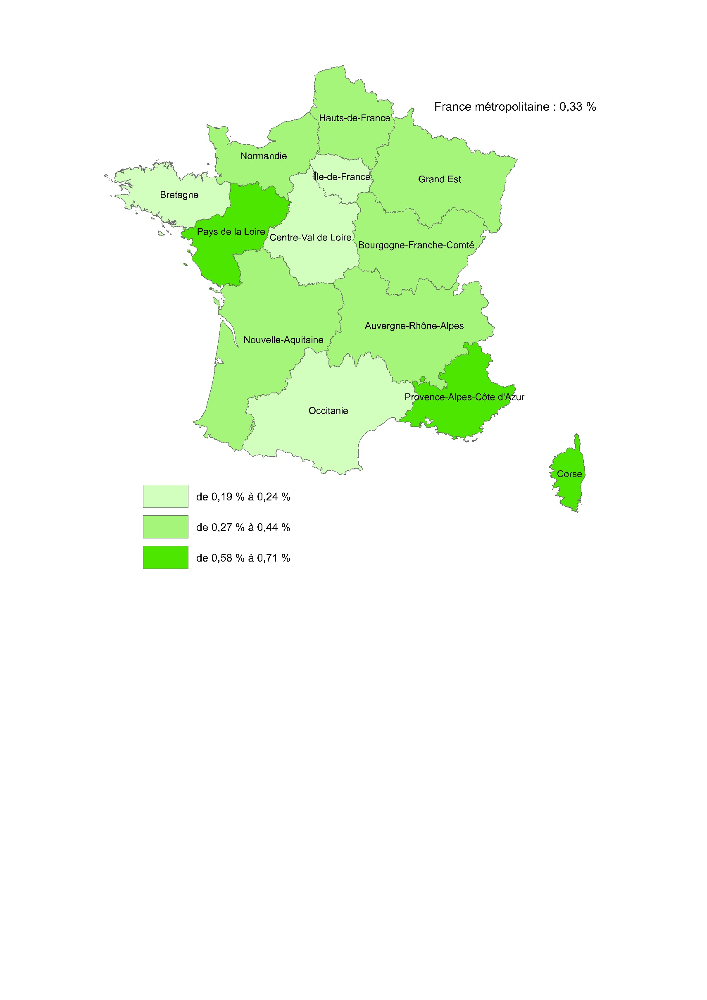 France métropolitaine : 0,33 %
Hauts-de-France
Normandie
Île-de-France
Grand Est
Bretagne
Pays de la Loire
Centre-Val de Loire
Bourgogne-Franche-Comté
Auvergne-Rhône-Alpes
Nouvelle-Aquitaine
Provence-Alpes-Côte d'Azur
Occitanie
Corse
de 0,19 % à 0,24 %
de 0,27 % à 0,44 %
de 0,58 % à 0,71 %